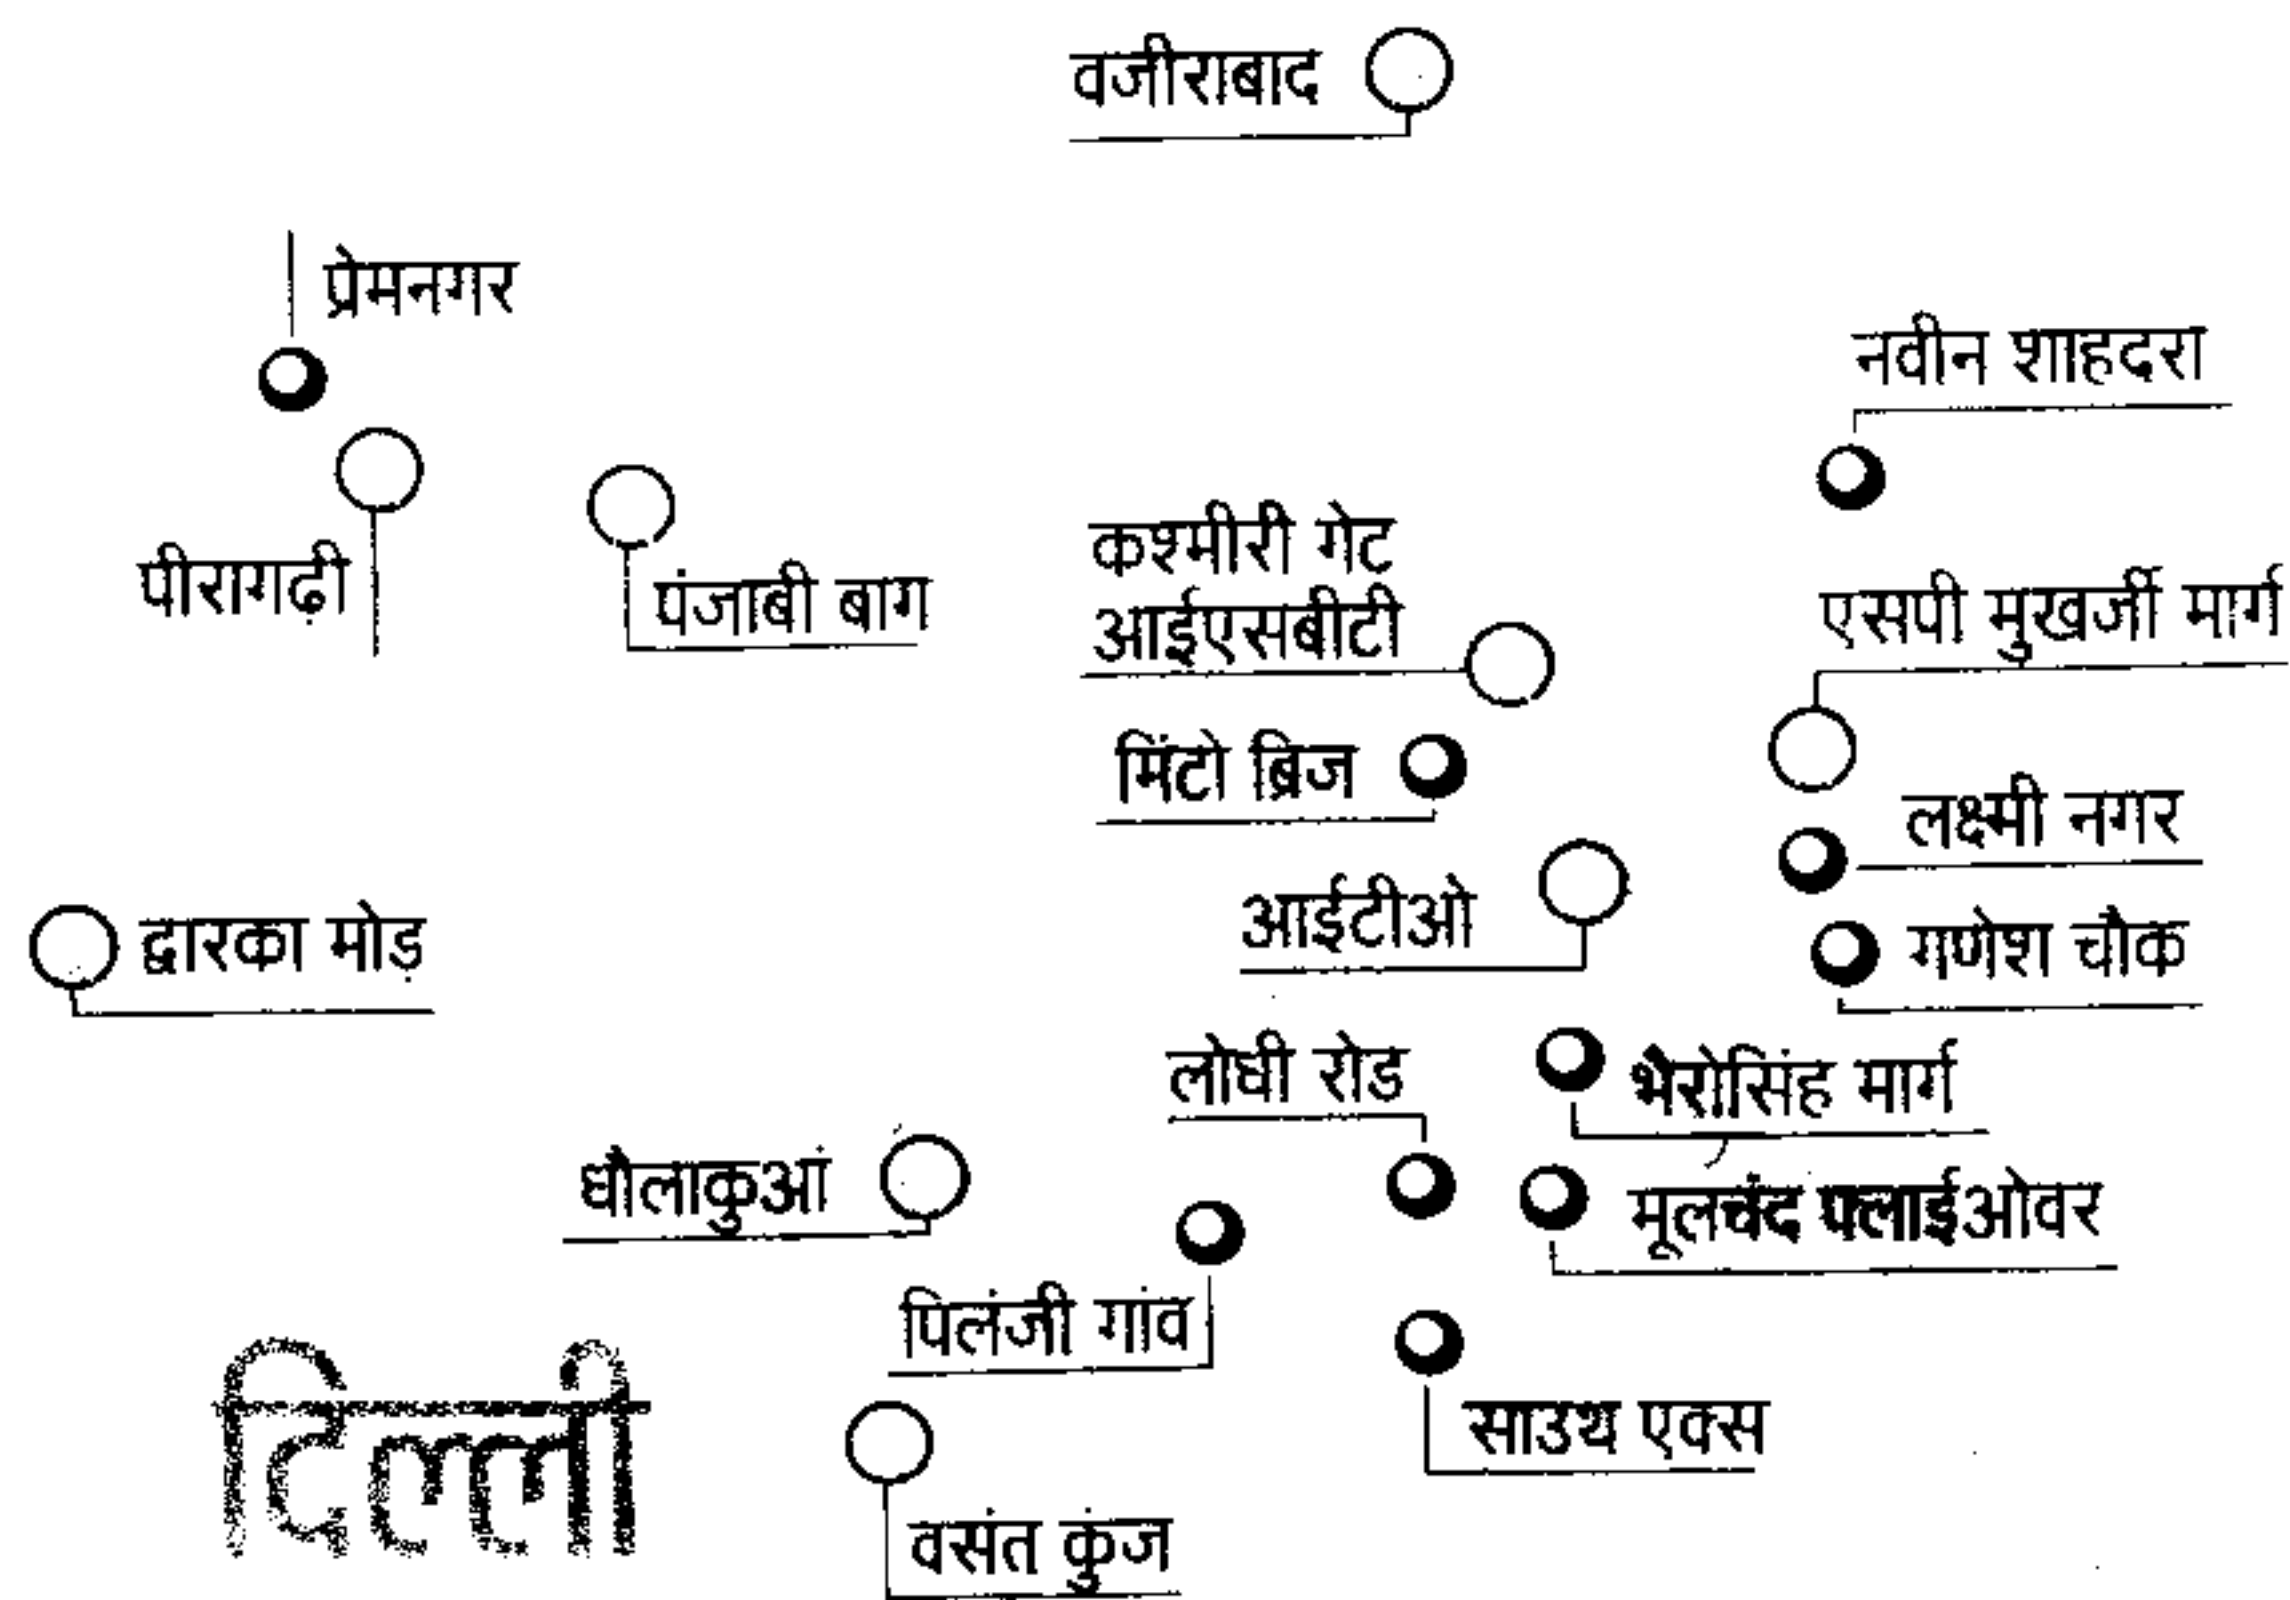 वजीराबाद
प्रेमनगर
नवीन शाहदरा
पीरागढ़ी
पंजाबी बाग
कश्मीरी गेट
आईएसबीटी
एसपी मुखर्जी मार्ग
मिंटो ब्रिज
लक्ष्मी नगर
आईटीओ
द्वारका मोड़
गणेश चौक
लोधी रोड
भैरोसिंह मार्ग
धौलाकुआं
मूलचंद फ्लाईओवर
पिलंजी गांव
साउथ एक्स
दिल्ली
वसंत कुंज